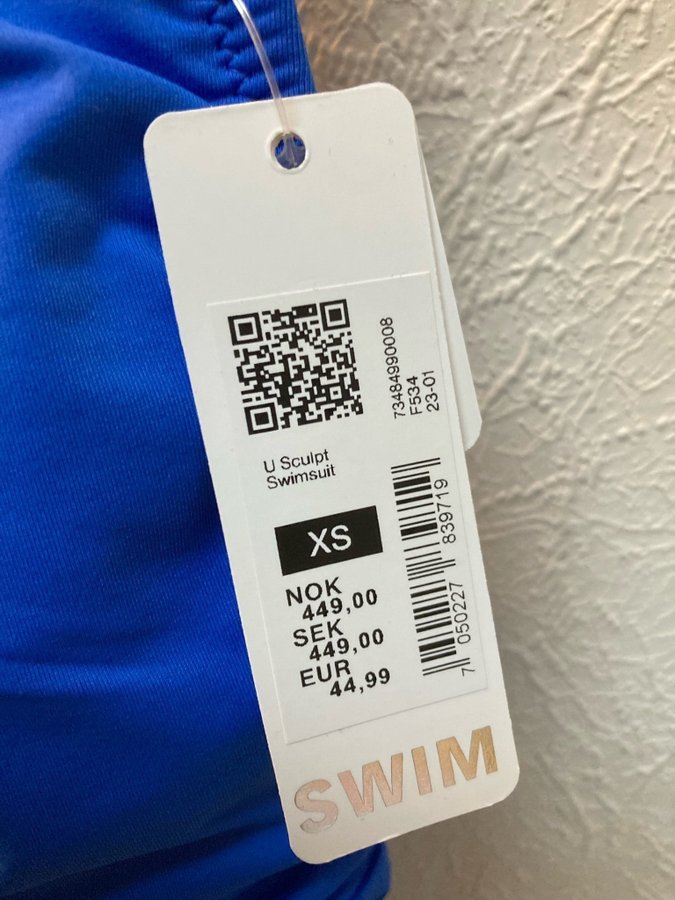 73484990008
F534
23-01
U Sculpt
Swimsuit
XS
NOK
449,00
SEK
449,00
EUR
44,99
7 050227 839719
SWIM